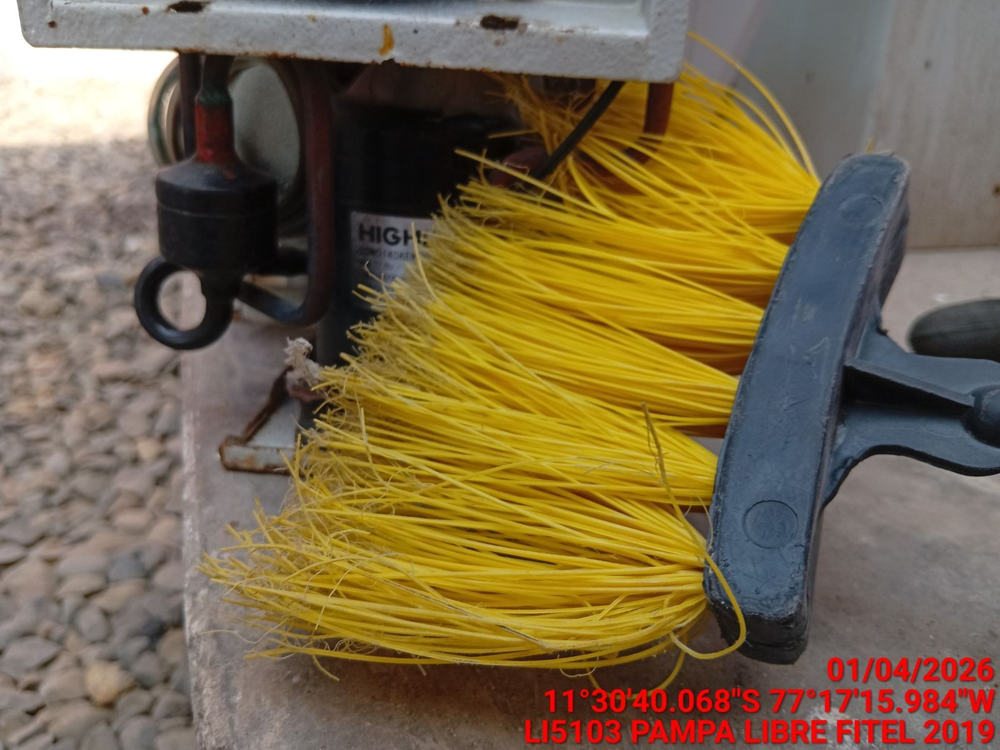 HIGH
01/04/2026
11°30'40.068"S 77°17'15.984"W
LI5103 PAMPA LIBRE FITEL 2019